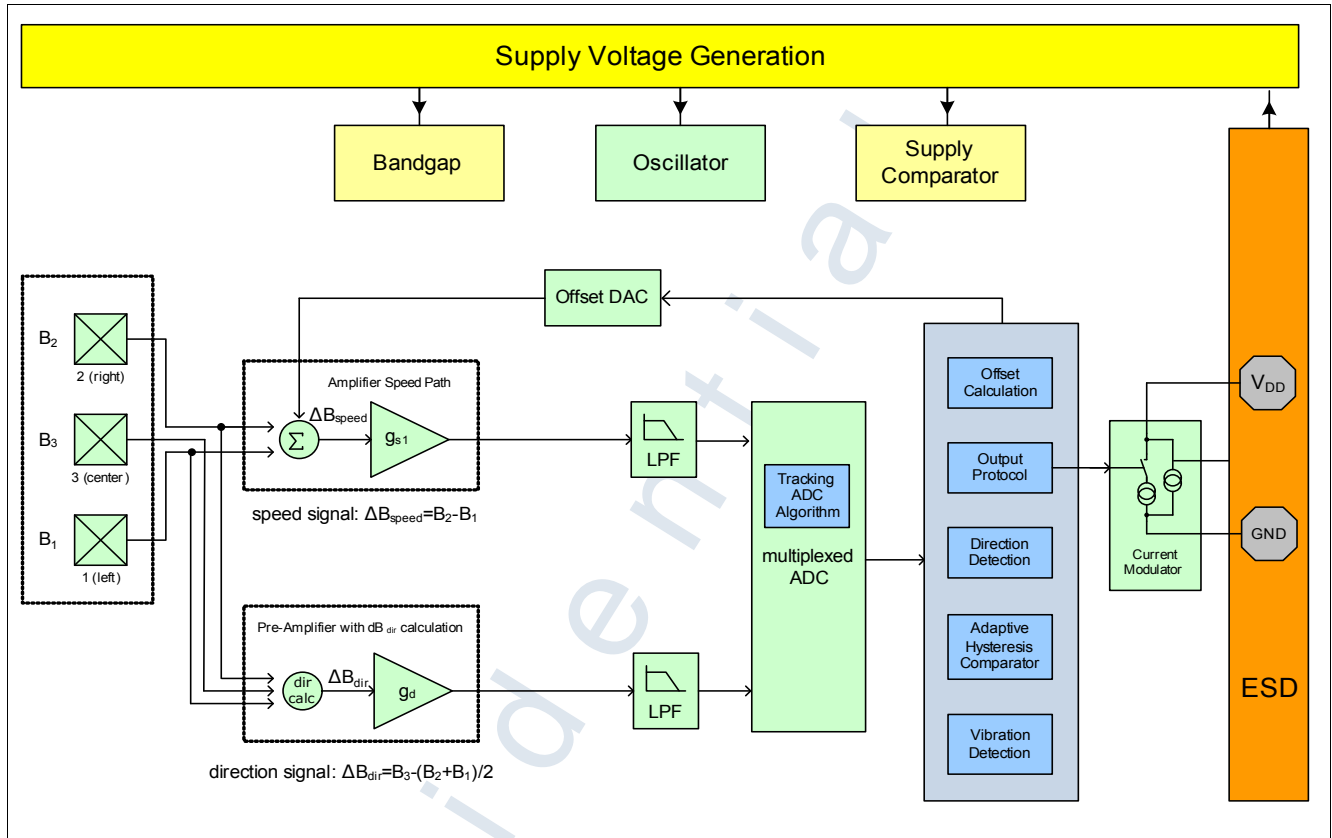 Supply Voltage Generation
Bandgap
Oscillator
Supply
Comparator
Offset DAC
B2
2 (right)
B3
3 (center)
B1
1 (left)
Amplifier Speed Path
ΔBspeed
Σ
gs1
speed signal: ΔBspeed=B2-B1
LPF
Pre-Amplifier with dB dir calculation
dir
calc
ΔBdir
gd
direction signal: ΔBdir=B3-(B2+B1)/2
LPF
Tracking
ADC
Algorithm
multiplexed
ADC
Offset
Calculation
Output
Protocol
Direction
Detection
Adaptive
Hysteresis
Comparator
Vibration
Detection
Current
Modulator
VDD
GND
ESD
identia